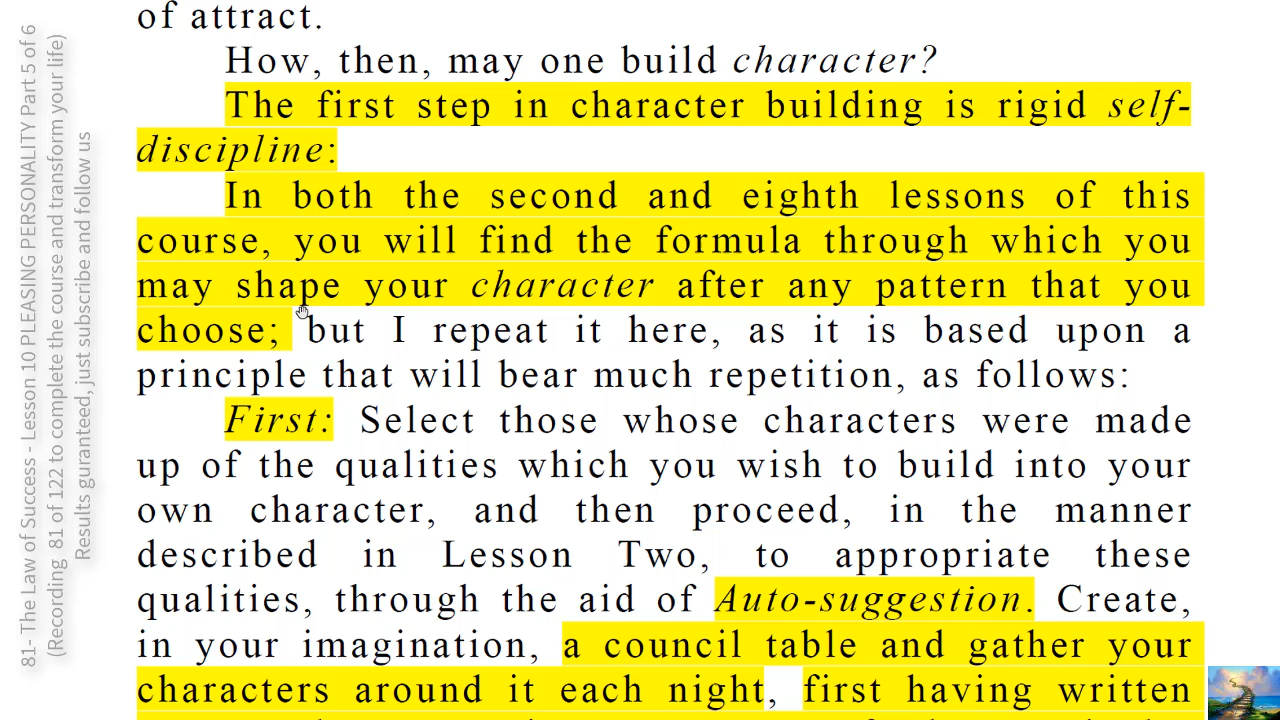 of attract.
How, then, may one build character?
The first step in character building is rigid self-
discipline:
In both the second and eighth lessons of this
course, you will find the formula through which you
may shape your character after any pattern that you
choose; but I repeat it here, as it is based upon a
principle that will bear much repetition, as follows:
First: Select those whose characters were made
up of the qualities which you wish to build into your
own character, and then proceed, in the manner
described in Lesson Two, to appropriate these
qualities, through the aid of Auto-suggestion. Create,
in your imagination, a council table and gather your
characters around it each night, first having written
81- The Law of Success - Lesson 10 PLEASING PERSONALITY Part 5 of 6
(Recording 81 of 122 to complete the course and transform your life)
Results guranteed, just subscribe and follow us